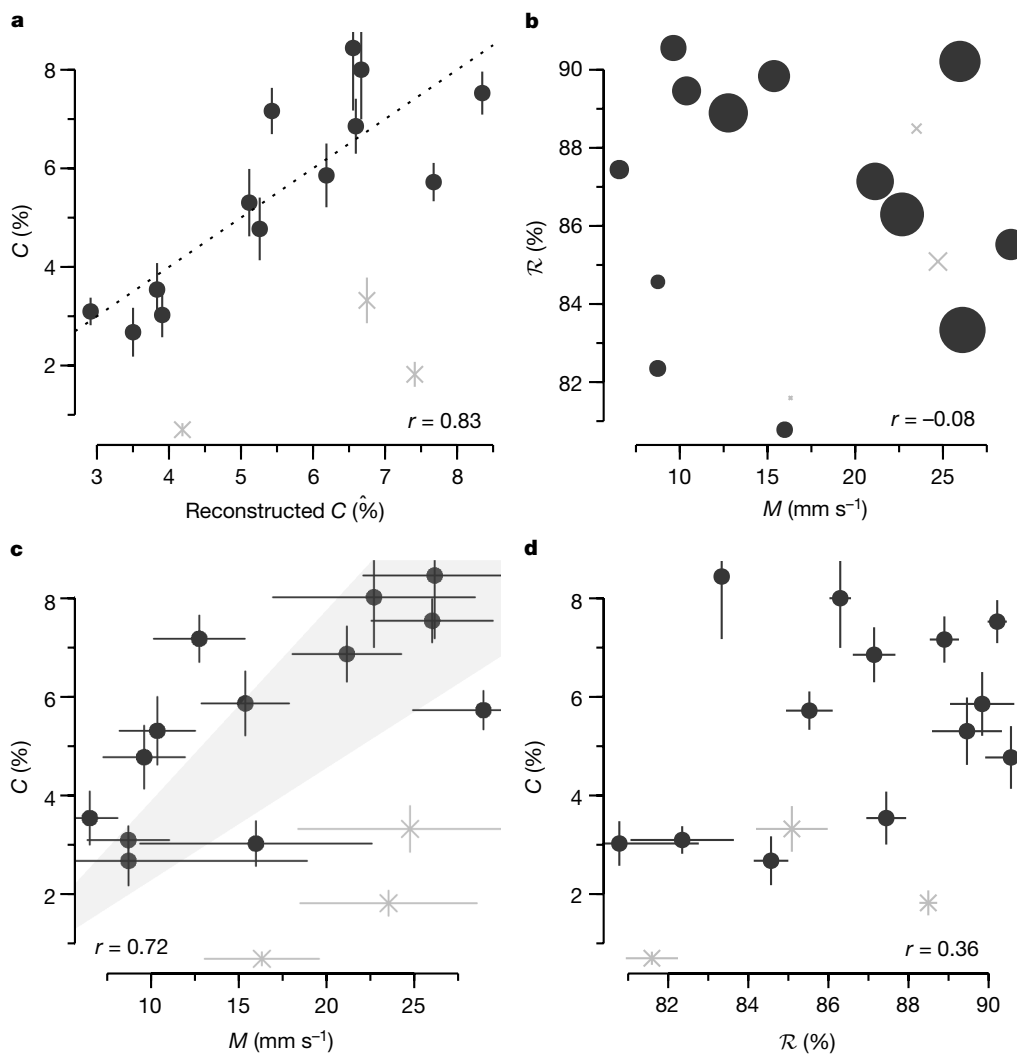 a
8
6
4
2
C (%)
r = 0.83
3 4 5 6 7 8
Reconstructed C (̂%)
b
90
88
86
84
82
ℛ (%)
r = –0.08
10 15 20 25
M (mm s⁻¹)
c
8
6
4
2
C (%)
r = 0.72
10 15 20 25
M (mm s⁻¹)
d
8
6
4
2
C (%)
r = 0.36
82 84 86 88 90
ℛ (%)